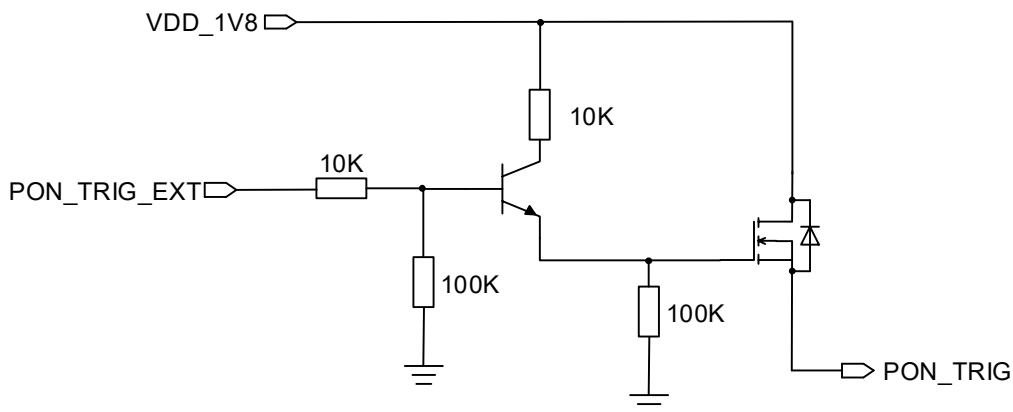 VDD_1V8
10K
10K
PON_TRIG_EXT
100K
100K
PON_TRIG